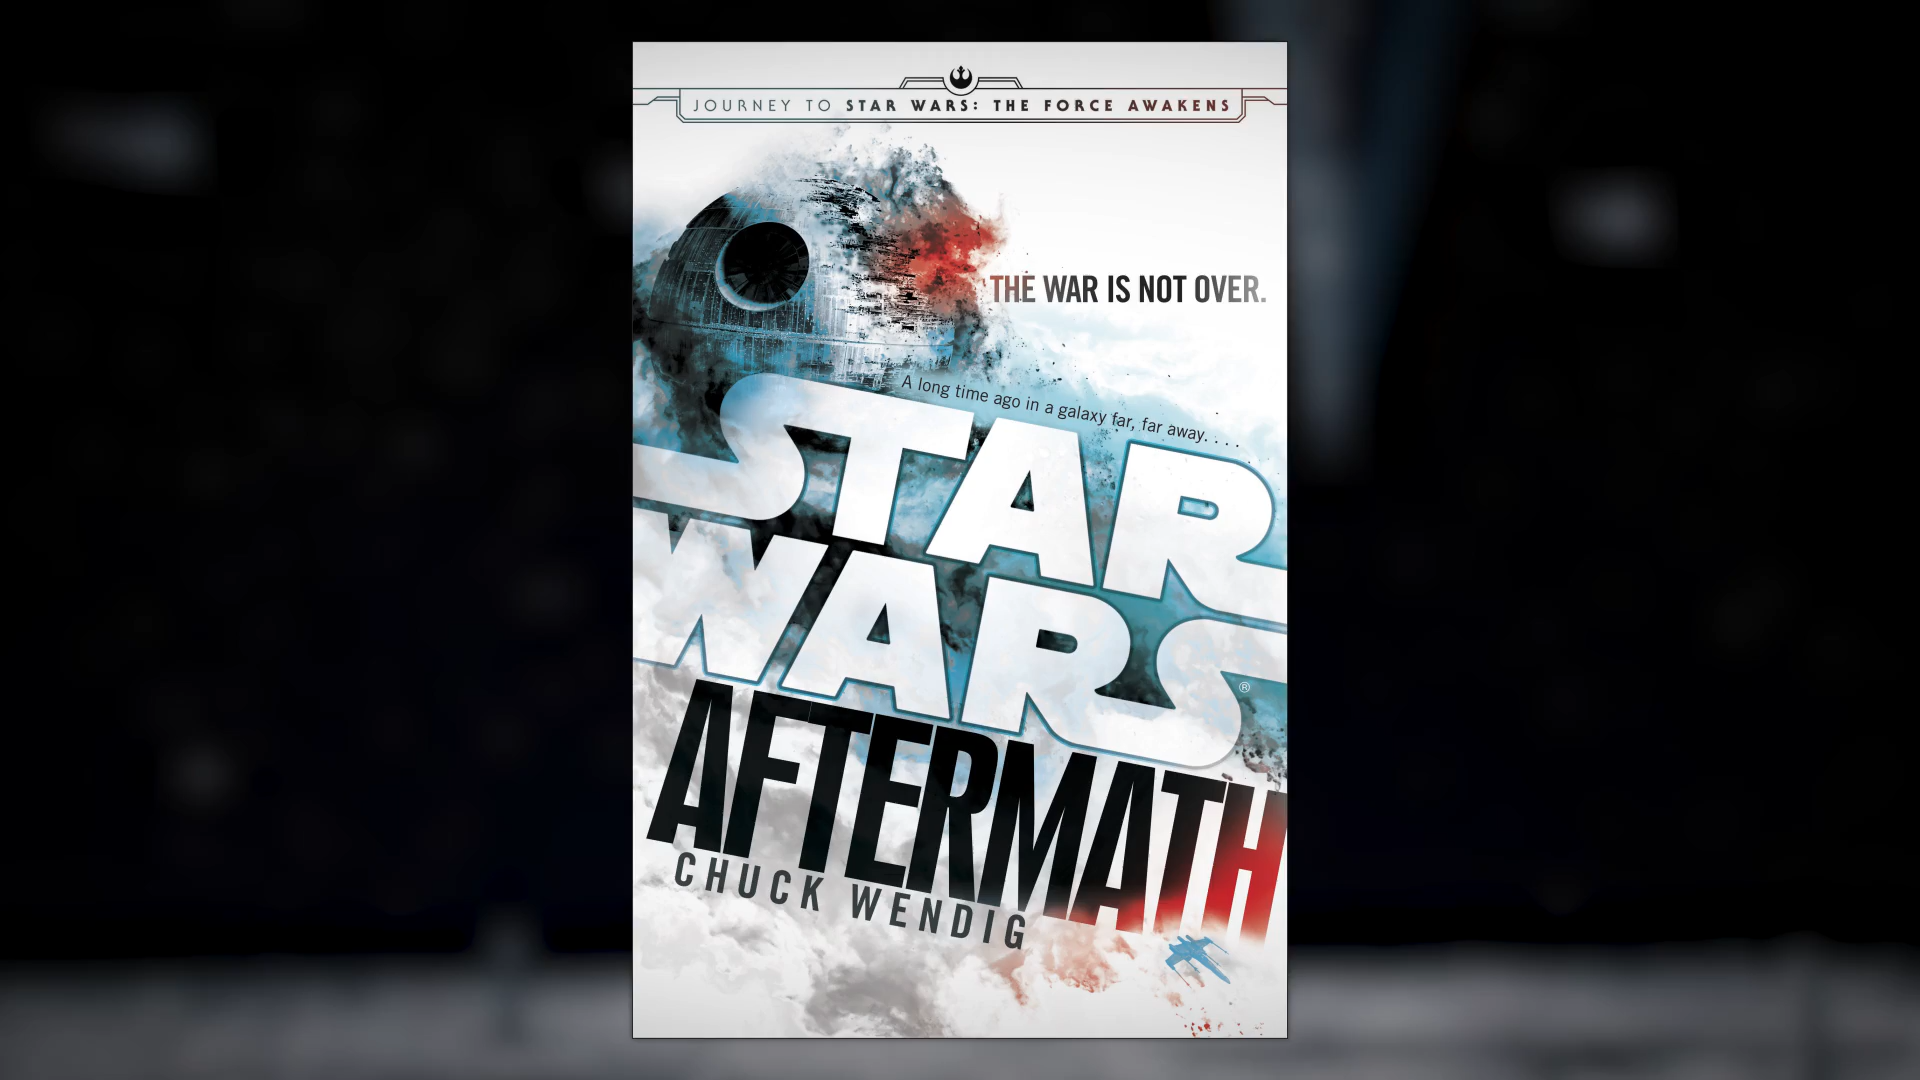 JOURNEY TO STAR WARS: THE FORCE AWAKENS
THE WAR IS NOT OVER.
A long time ago in a galaxy far, far away. . . .
STAR
WARS
®
AFTERMATH
CHUCK WENDIG